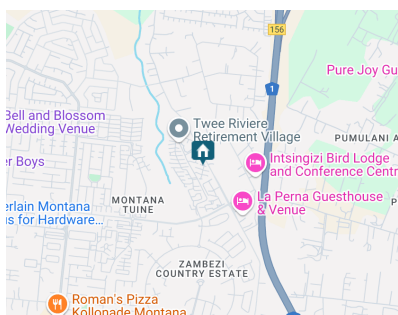 156
Pure Joy Gu
1
Bell and Blossom
Wedding Venue
Twee Riviere
Retirement Village
PUMULANI A
er Boys
Intsingizi Bird Lodge
and Conference Centr
MONTANA
TUINE
La Perna Guesthouse
& Venue
P
erlain Montana
us for Hardware...
ZAMBEZI
COUNTRY ESTATE
Roman's Pizza
Kollonade Montana